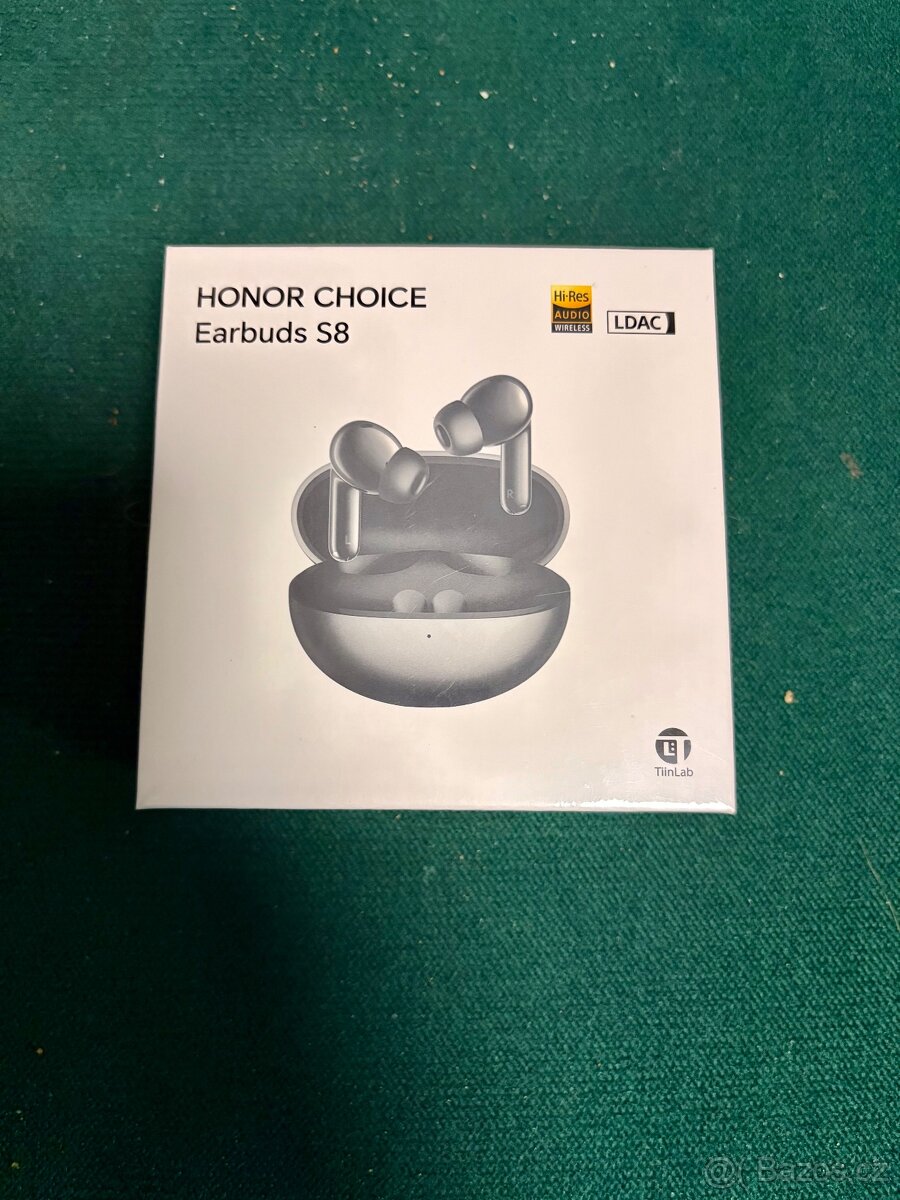 HONOR CHOICE
Earbuds S8
Hi-Res
AUDIO
WIRELESS
LDAC
R
TiinLab
@ Bazos.cz